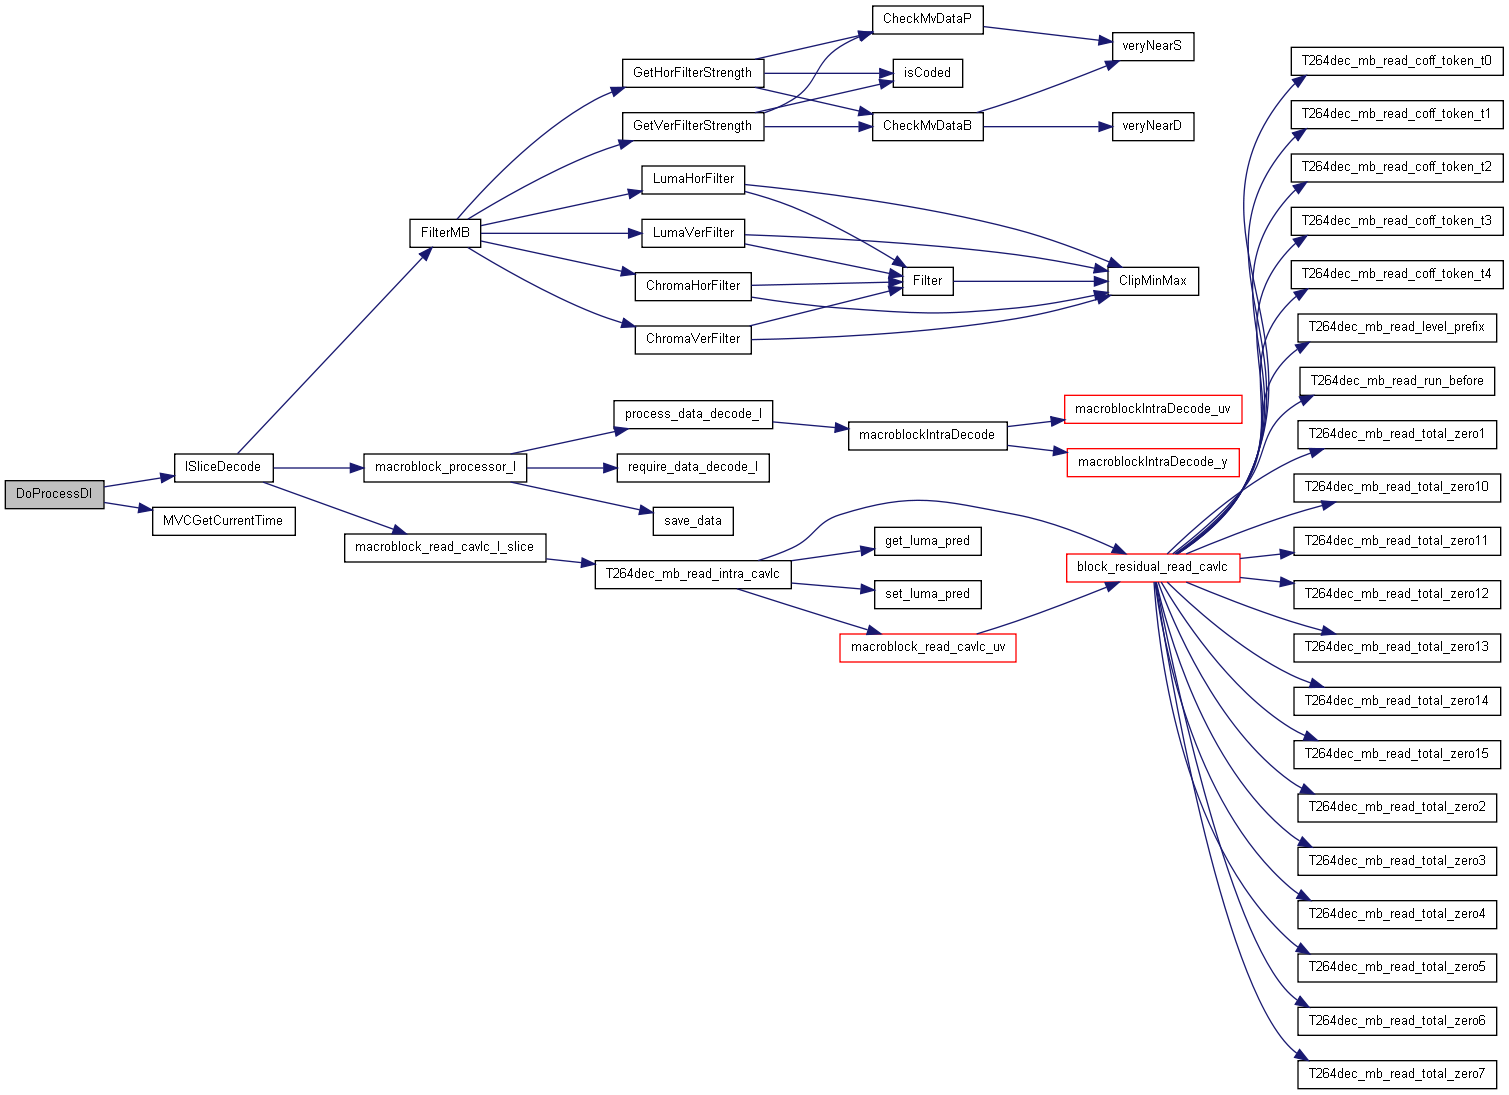 DoProcessDI
ISliceDecode
MVCGetCurrentTime
FilterMB
macroblock_processor_I
macroblock_read_cavlc_I_slice
GetHorFilterStrength
GetVerFilterStrength
LumaHorFilter
LumaVerFilter
ChromaHorFilter
ChromaVerFilter
process_data_decode_I
require_data_decode_I
save_data
T264dec_mb_read_intra_cavlc
CheckMvDataP
isCoded
CheckMvDataB
Filter
macroblockIntraDecode
get_luma_pred
set_luma_pred
macroblock_read_cavlc_uv
veryNearS
veryNearD
ClipMinMax
macroblockIntraDecode_uv
macroblockIntraDecode_y
block_residual_read_cavlc
T264dec_mb_read_coff_token_t0
T264dec_mb_read_coff_token_t1
T264dec_mb_read_coff_token_t2
T264dec_mb_read_coff_token_t3
T264dec_mb_read_coff_token_t4
T264dec_mb_read_level_prefix
T264dec_mb_read_run_before
T264dec_mb_read_total_zero1
T264dec_mb_read_total_zero10
T264dec_mb_read_total_zero11
T264dec_mb_read_total_zero12
T264dec_mb_read_total_zero13
T264dec_mb_read_total_zero14
T264dec_mb_read_total_zero15
T264dec_mb_read_total_zero2
T264dec_mb_read_total_zero3
T264dec_mb_read_total_zero4
T264dec_mb_read_total_zero5
T264dec_mb_read_total_zero6
T264dec_mb_read_total_zero7